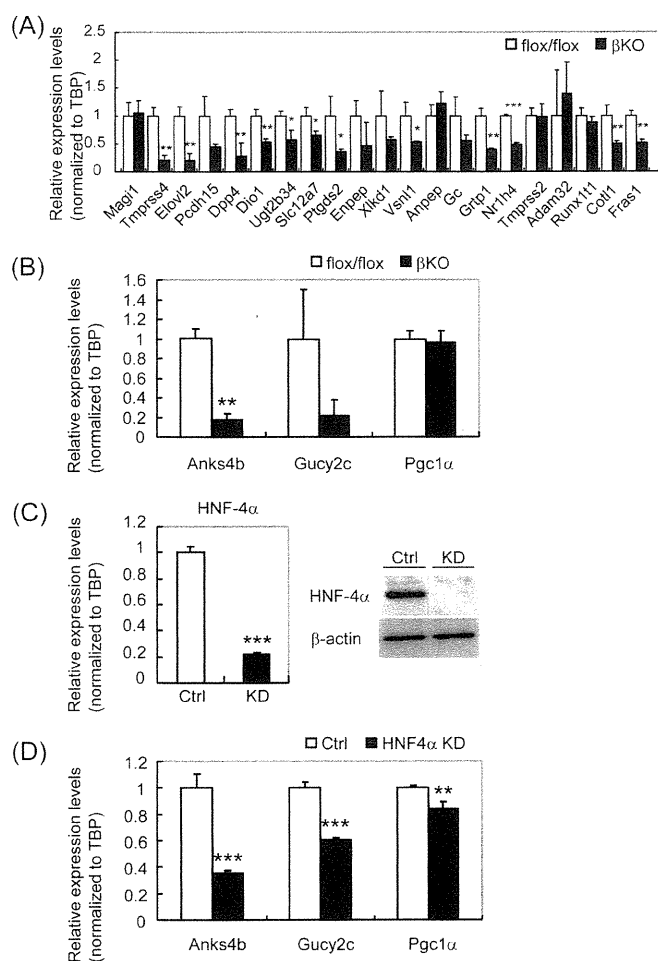 (A)
Relative expression levels
(normalized to TBP)
2.5
2
1.5
1
0.5
0
flox/flox
βKO
**
**
**
**
*
*
*
*
**
***
**
**
Magi1
Tmprss4
Elovl2
Pcdh15
Dpp4
Dio1
Ugt2b34
Slc12a7
Ptgds2
Enpep
Xlkd1
Vsnl1
Anpep
Gc
Grtp1
Nr1h4
Tmprss2
Adam32
Runx1t1
Cotl1
Fras1
(B)
flox/flox
βKO
Relative expression levels
(normalized to TBP)
1.6
1.4
1.2
1
0.8
0.6
0.4
0.2
0
**
Anks4b
Gucy2c
Pgc1α
(C)
HNF-4α
Relative expression levels
(normalized to TBP)
1.2
1
0.8
0.6
0.4
0.2
0
***
Ctrl
KD
Ctrl
KD
HNF-4α
β-actin
(D)
Ctrl
HNF4α KD
Relative expression levels
(normalized to TBP)
1.2
1
0.8
0.6
0.4
0.2
0
***
***
**
Anks4b
Gucy2c
Pgc1α